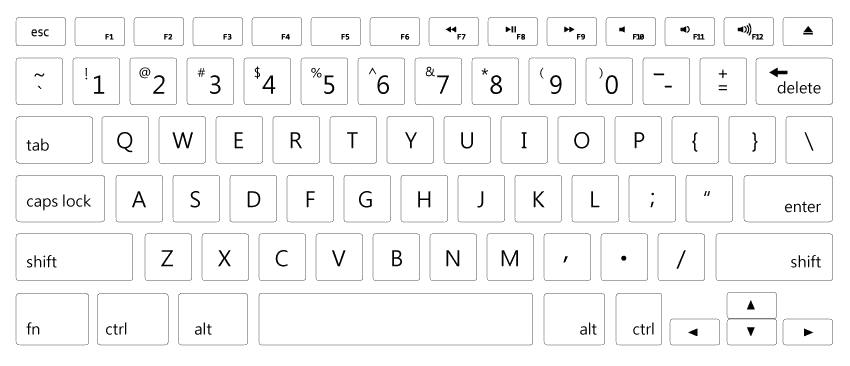 esc F1 F2 F3 F4 F5 F6 F7 F8 F9 F10 F11 F12
~ ! @ # $ % ^ & * ( ) – +
` 1 2 3 4 5 6 7 8 9 0 - = delete
tab Q W E R T Y U I O P { } \
caps lock A S D F G H J K L ; " enter
shift Z X C V B N M , . / shift
fn ctrl alt alt ctrl